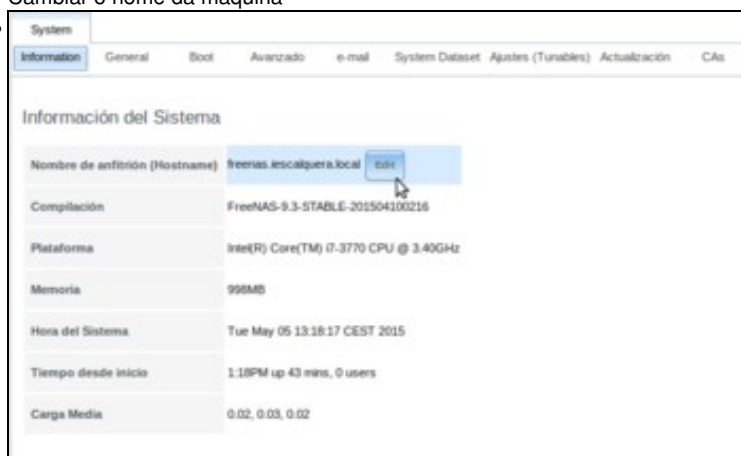 Cambiar o nome da máquina
System
Information General Boot Avanzado e-mail System Dataset Ajustes (Tunables) Actualización CAs
Información del Sistema
Nombre de anfitrión (Hostname) freenas.iescalquera.local Edit
Compilación FreeNAS-9.3-STABLE-201504100216
Plataforma Intel(R) Core(TM) i7-3770 CPU @ 3.40GHz
Memoria 998MB
Hora del Sistema Tue May 05 13:18:17 CEST 2015
Tiempo desde inicio 1:18PM up 43 mins, 0 users
Carga Media 0.02, 0.03, 0.02